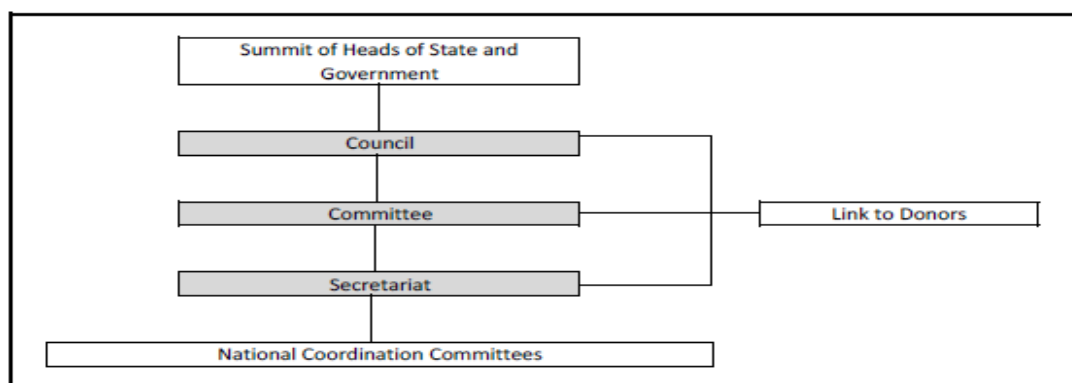 Summit of Heads of State and
Government
Council
Committee
Link to Donors
Secretariat
National Coordination Committees